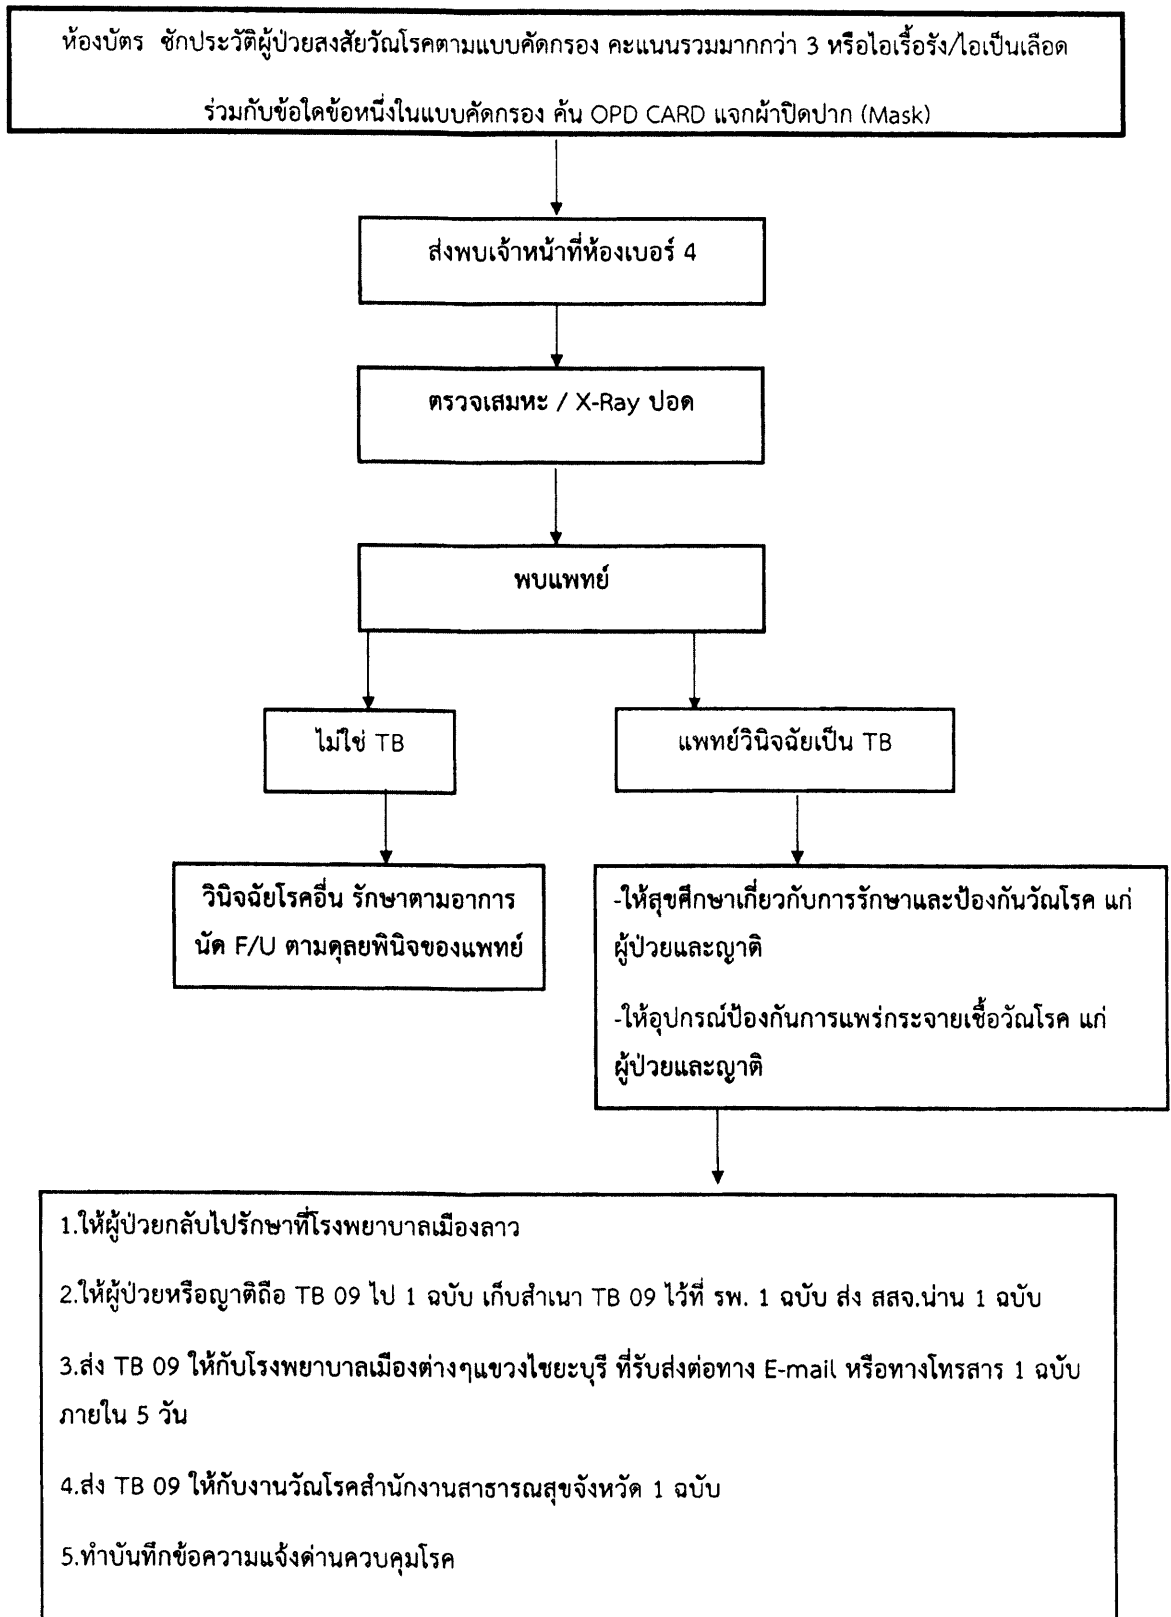 ห้องบัตร ซักประวัติผู้ป่วยสงสัยวัณโรคตามแบบคัดกรอง คะแนนรวมมากกว่า 3 หรือไอเรื้อรัง/ไอเป็นเลือด
ร่วมกับข้อใดข้อหนึ่งในแบบคัดกรอง ค้น OPD CARD แจกผ้าปิดปาก (Mask)
ส่งพบเจ้าหน้าที่ห้องเบอร์ 4
ตรวจเสมหะ / X-Ray ปอด
พบแพทย์
ไม่ใช่ TB
แพทย์วินิจฉัยเป็น TB
วินิจฉัยโรคอื่น รักษาตามอาการ
นัด F/U ตามดุลยพินิจของแพทย์
-ให้สุขศึกษาเกี่ยวกับการรักษาและป้องกันวัณโรค แก่
ผู้ป่วยและญาติ
-ให้อุปกรณ์ป้องกันการแพร่กระจายเชื้อวัณโรค แก่
ผู้ป่วยและญาติ
1.ให้ผู้ป่วยกลับไปรักษาที่โรงพยาบาลเมืองลาว
2.ให้ผู้ป่วยหรือญาติถือ TB 09 ไป 1 ฉบับ เก็บสำเนา TB 09 ไว้ที่ รพ. 1 ฉบับ ส่ง สสจ.น่าน 1 ฉบับ
3.ส่ง TB 09 ให้กับโรงพยาบาลเมืองต่างๆแขวงไชยะบุรี ที่รับส่งต่อทาง E-mail หรือทางโทรสาร 1 ฉบับ
ภายใน 5 วัน
4.ส่ง TB 09 ให้กับงานวัณโรคสำนักงานสาธารณสุขจังหวัด 1 ฉบับ
5.ทำบันทึกข้อความแจ้งด่านควบคุมโรค